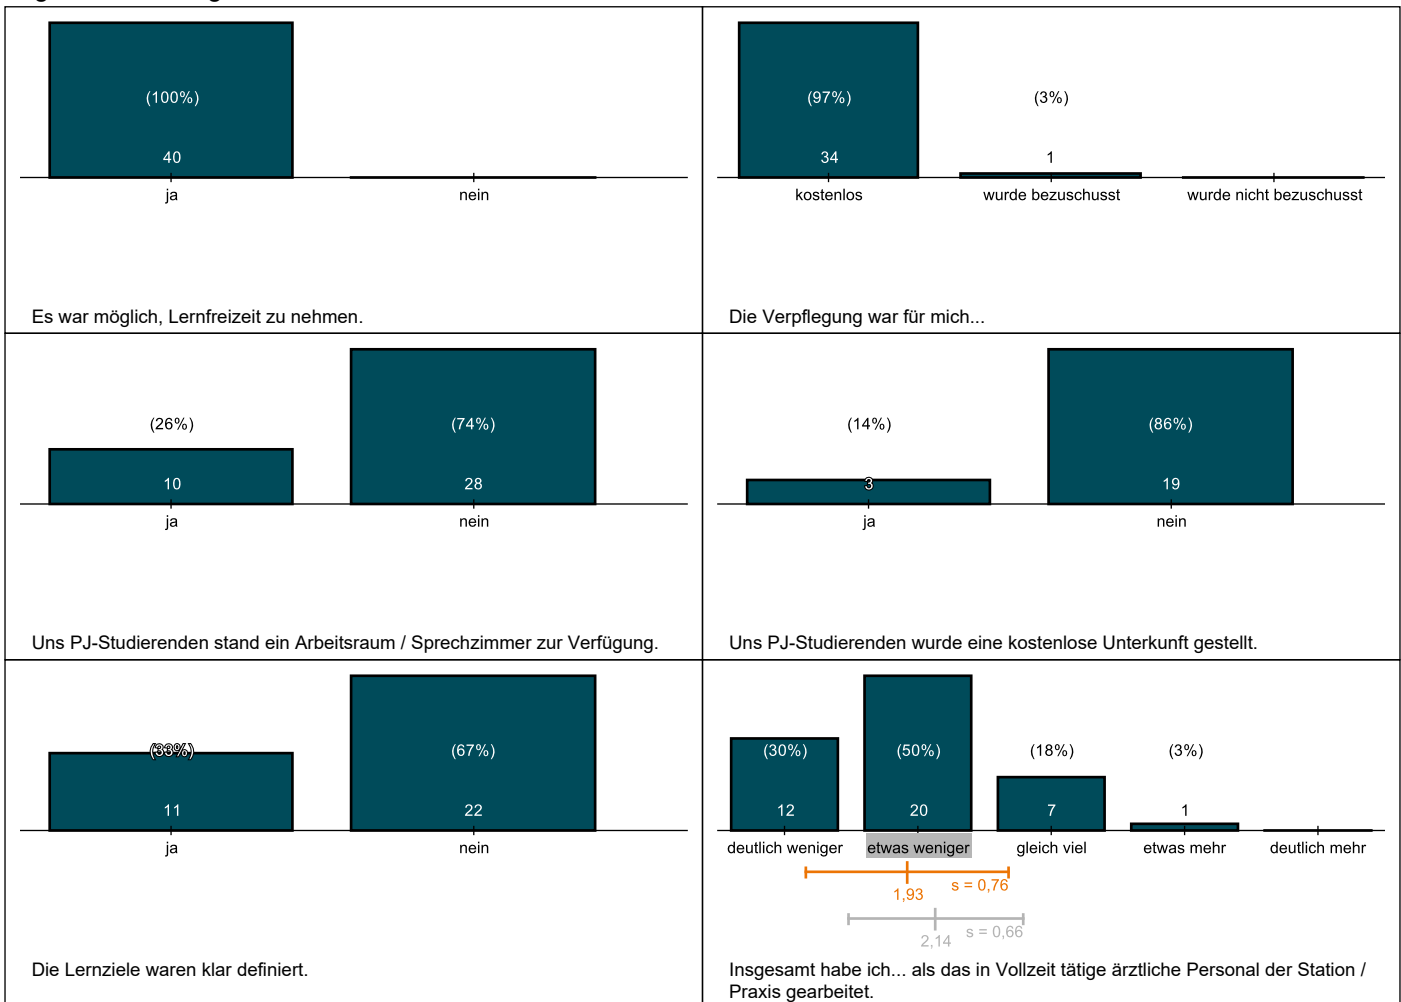 (100%)
40
ja
nein
Es war möglich, Lernfreizeit zu nehmen.
(97%)
(3%)
34
1
kostenlos
wurde bezuschusst
wurde nicht bezuschusst
Die Verpflegung war für mich...
(26%)
(74%)
10
28
ja
nein
Uns PJ-Studierenden stand ein Arbeitsraum / Sprechzimmer zur Verfügung.
(14%)
(86%)
3
19
ja
nein
Uns PJ-Studierenden wurde eine kostenlose Unterkunft gestellt.
(33%)
(67%)
11
22
ja
nein
Die Lernziele waren klar definiert.
(30%)
(50%)
(18%)
(3%)
12
20
7
1
deutlich weniger
etwas weniger
gleich viel
etwas mehr
deutlich mehr
s = 0,76
1,93
s = 0,66
2,14
Insgesamt habe ich... als das in Vollzeit tätige ärztliche Personal der Station /
Praxis gearbeitet.